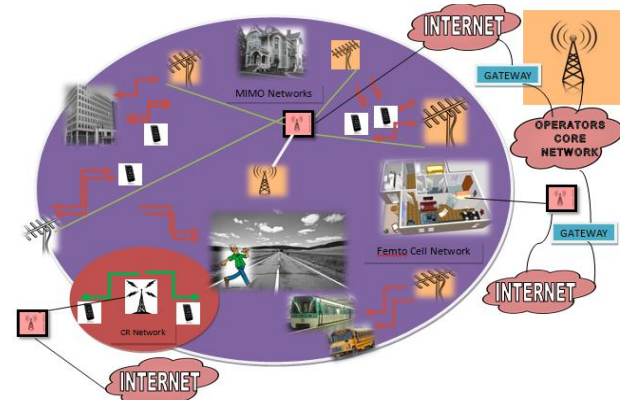 INTERNET
GATEWAY
MIMO Networks
OPERATORS
CORE
NETWORK
Femto Cell Network
GATEWAY
INTERNET
CR Network
INTERNET